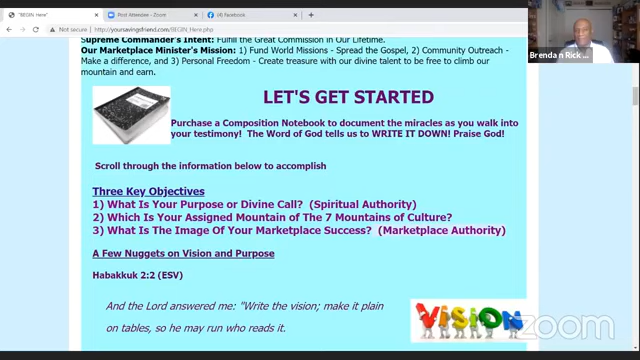 "BEGIN. Here"
Post Attendee - Zoom
(4) Facebook
Not secure | yoursavingsfriend.com/BEGIN_Here.php
Supreme Commander's Intent: Fulfill the Great Commission in Our Lifetime.
Our Marketplace Minister's Mission: 1) Fund World Missions - Spread the Gospel, 2) Community Outreach -
Make a difference, and 3) Personal Freedom - Create treasure with our divine talent to be free to climb our
mountain and earn.
Brendan Rick
LET'S GET STARTED
Purchase a Composition Notebook to document the miracles as you walk into
your testimony! The Word of God tells us to WRITE IT DOWN! Praise God!
Scroll through the information below to accomplish
Three Key Objectives
1) What Is Your Purpose or Divine Call? (Spiritual Authority)
2) Which Is Your Assigned Mountain of The 7 Mountains of Culture?
3) What Is The Image Of Your Marketplace Success? (Marketplace Authority)
A Few Nuggets on Vision and Purpose
Habakkuk 2:2 (ESV)
And the Lord answered me: "Write the vision; make it plain
on tables, so he may run who reads it.
VISION
zoom